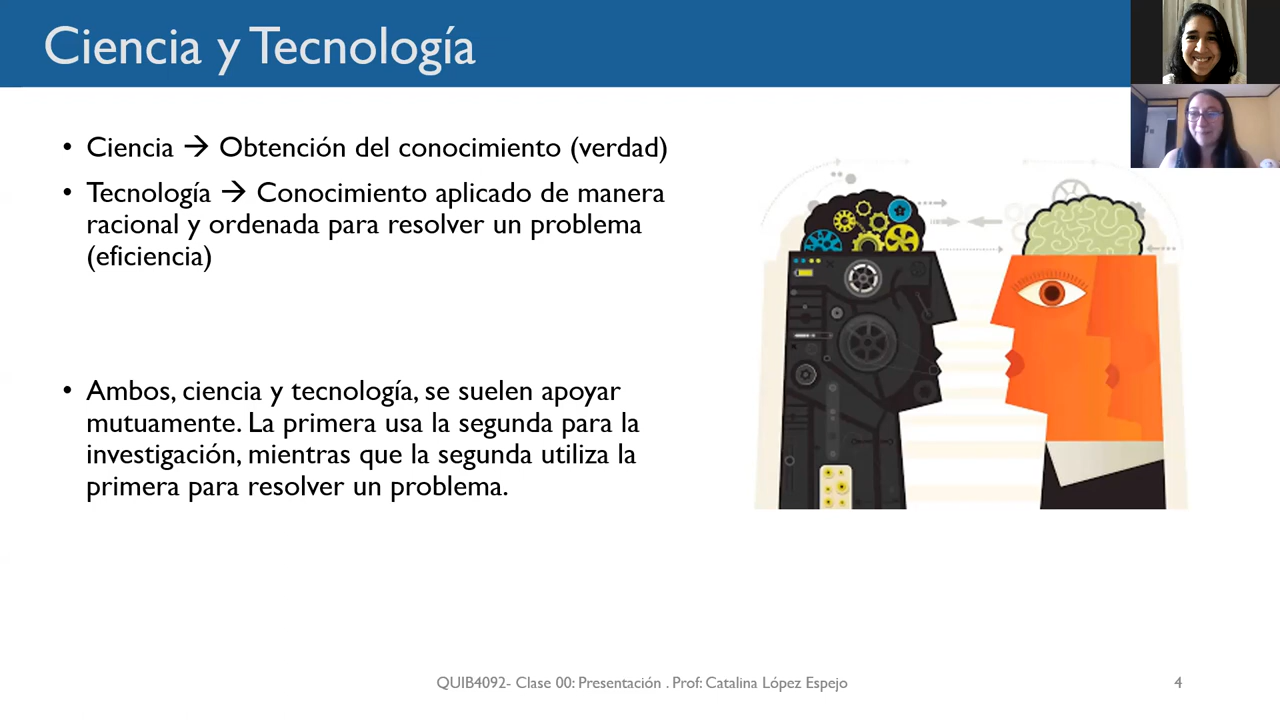 Ciencia y Tecnología
• Ciencia → Obtención del conocimiento (verdad)
• Tecnología → Conocimiento aplicado de manera
racional y ordenada para resolver un problema
(eficiencia)
• Ambos, ciencia y tecnología, se suelen apoyar
mutuamente. La primera usa la segunda para la
investigación, mientras que la segunda utiliza la
primera para resolver un problema.
QUIB4092- Clase 00: Presentación . Prof: Catalina López Espejo
4